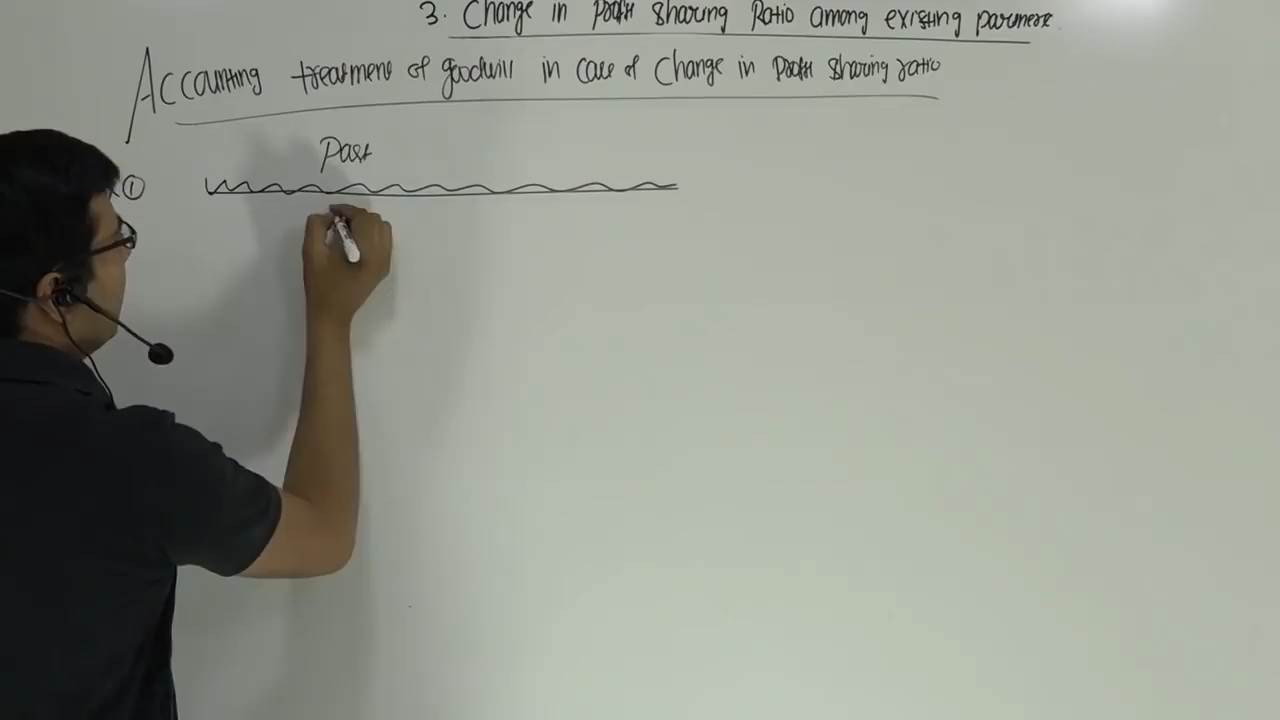 3. Change in Profit Sharing Ratio among existing partners
Accounting treatment of goodwill in case of Change in Profit Sharing ratio
Past
①